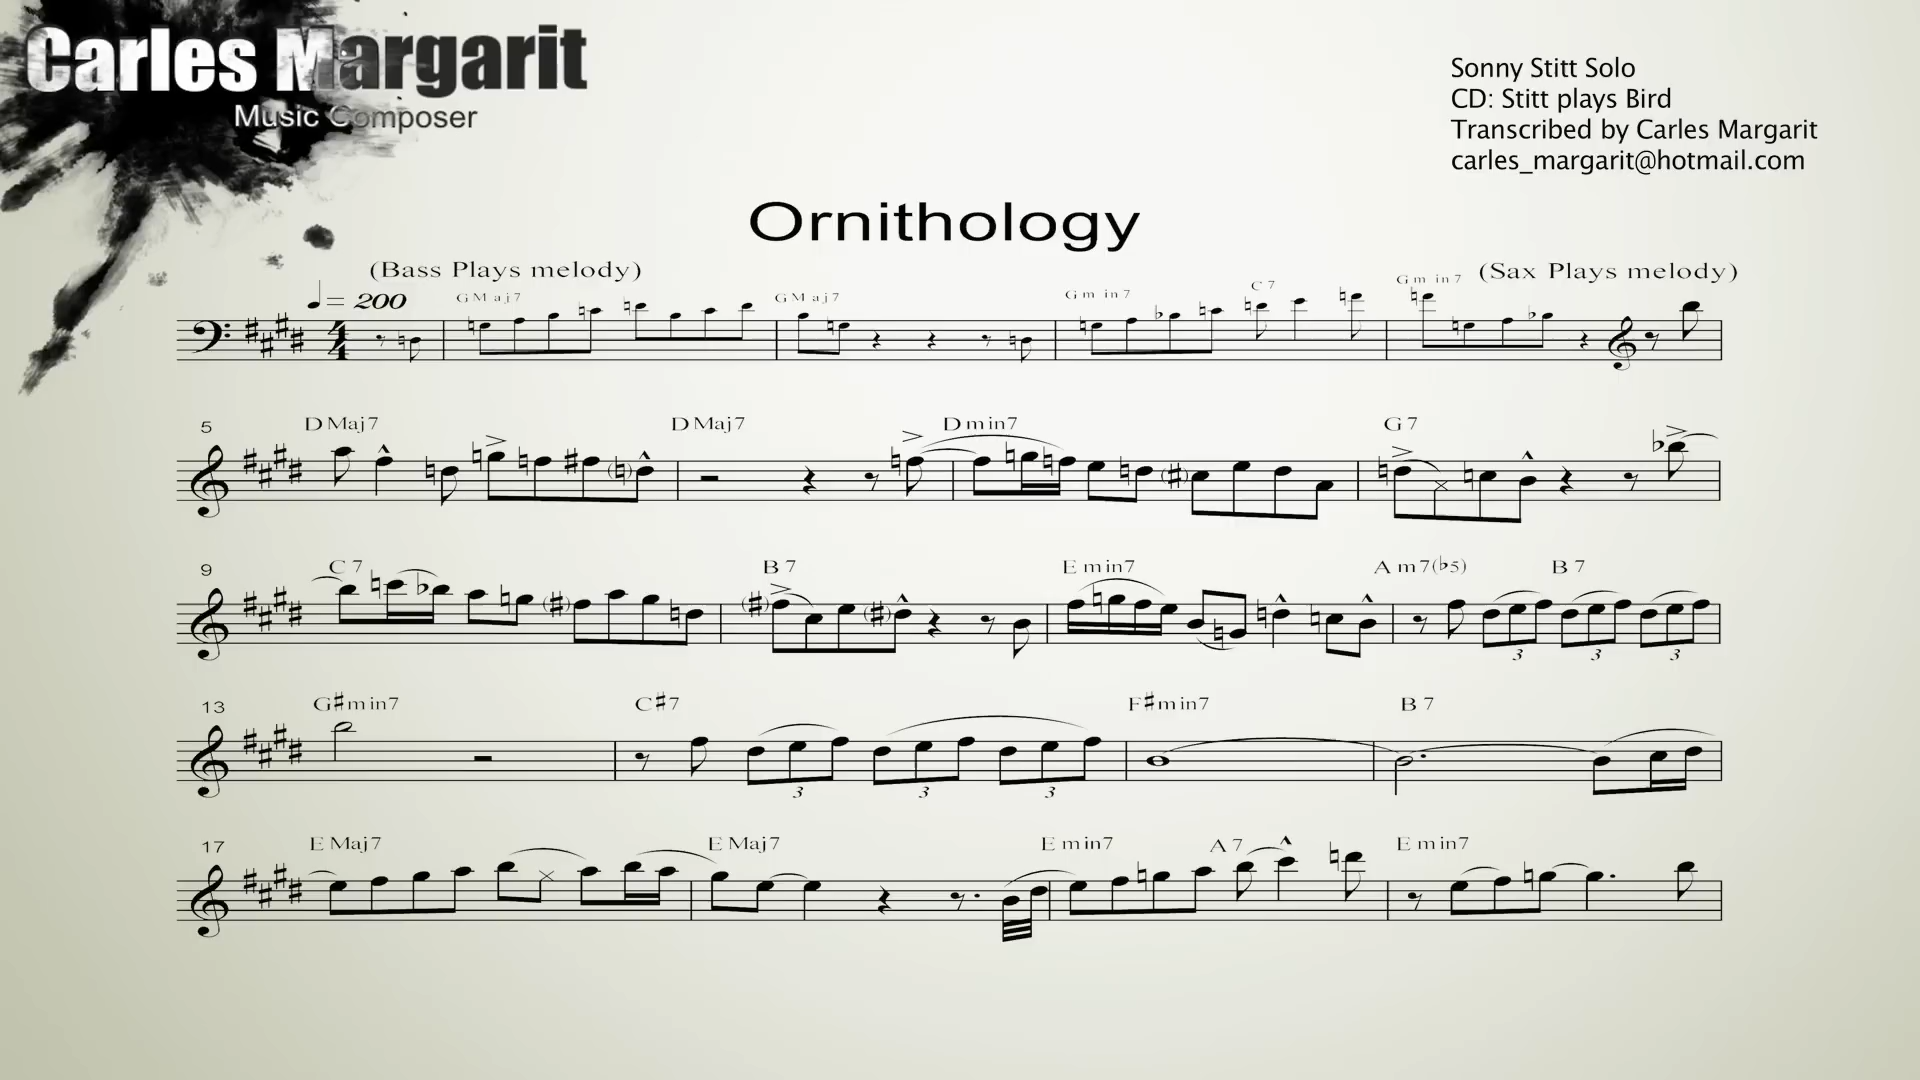 Carles Margarit
Music Composer
Sonny Stitt Solo
CD: Stitt plays Bird
Transcribed by Carles Margarit
carles_margarit@hotmail.com
Ornithology
(Bass Plays melody) (Sax Plays melody)
= 200 GMaj7 GMaj7 Gmin7 C7 Gmin7
4
4
5 DMaj7 DMaj7 Dmin7 G7
9 C7 B7 Emin7 Am7(b5) B7
3 3 3
13 G#min7 C#7 F#min7 B7
3 3 3
17 EMaj7 EMaj7 Emin7 A7 Emin7